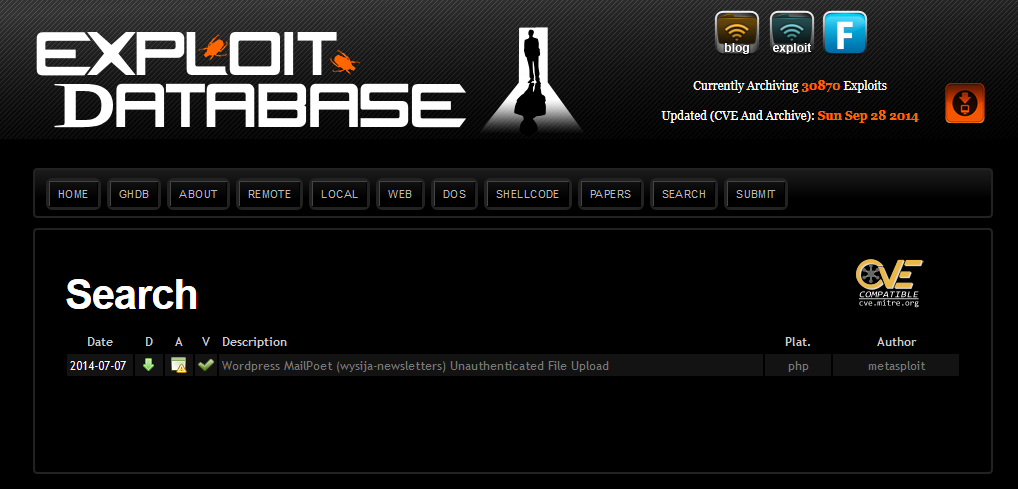 EXPLOIT
DATABASE
blog
exploit
F
Currently Archiving 30870 Exploits
Updated (CVE And Archive): Sun Sep 28 2014
HOME GHDB ABOUT REMOTE LOCAL WEB DOS SHELLCODE PAPERS SEARCH SUBMIT
CVE
COMPATIBLE
cve.mitre.org
Search
Date D A V Description Plat. Author
2014-07-07 Wordpress MailPoet (wysija-newsletters) Unauthenticated File Upload php metasploit